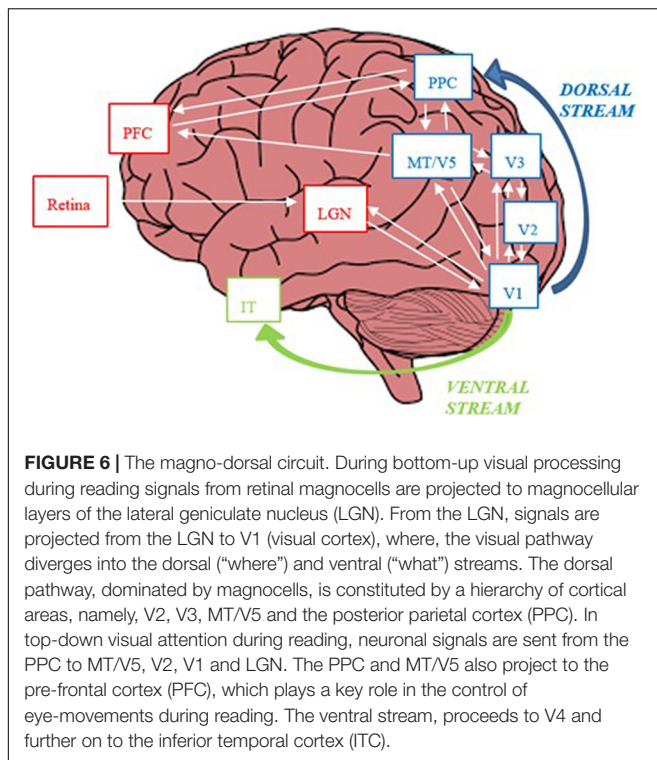 PPC
DORSAL
STREAM
PFC
MT/V5
V3
Retina
LGN
V2
V1
IT
VENTRAL
STREAM
FIGURE 6 | The magno-dorsal circuit. During bottom-up visual processing
during reading signals from retinal magnocells are projected to magnocellular
layers of the lateral geniculate nucleus (LGN). From the LGN, signals are
projected from the LGN to V1 (visual cortex), where, the visual pathway
diverges into the dorsal (“where”) and ventral (“what”) streams. The dorsal
pathway, dominated by magnocells, is constituted by a hierarchy of cortical
areas, namely, V2, V3, MT/V5 and the posterior parietal cortex (PPC). In
top-down visual attention during reading, neuronal signals are sent from the
PPC to MT/V5, V2, V1 and LGN. The PPC and MT/V5 also project to the
pre-frontal cortex (PFC), which plays a key role in the control of
eye-movements during reading. The ventral stream, proceeds to V4 and
further on to the inferior temporal cortex (ITC).